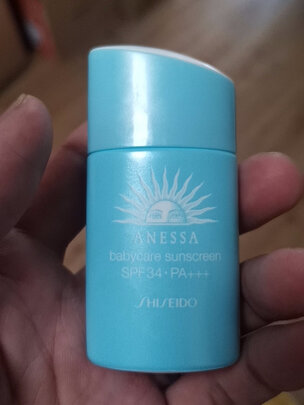 ANESSA
babycare sunscreen
SPF34・PA+++
SHISEIDO